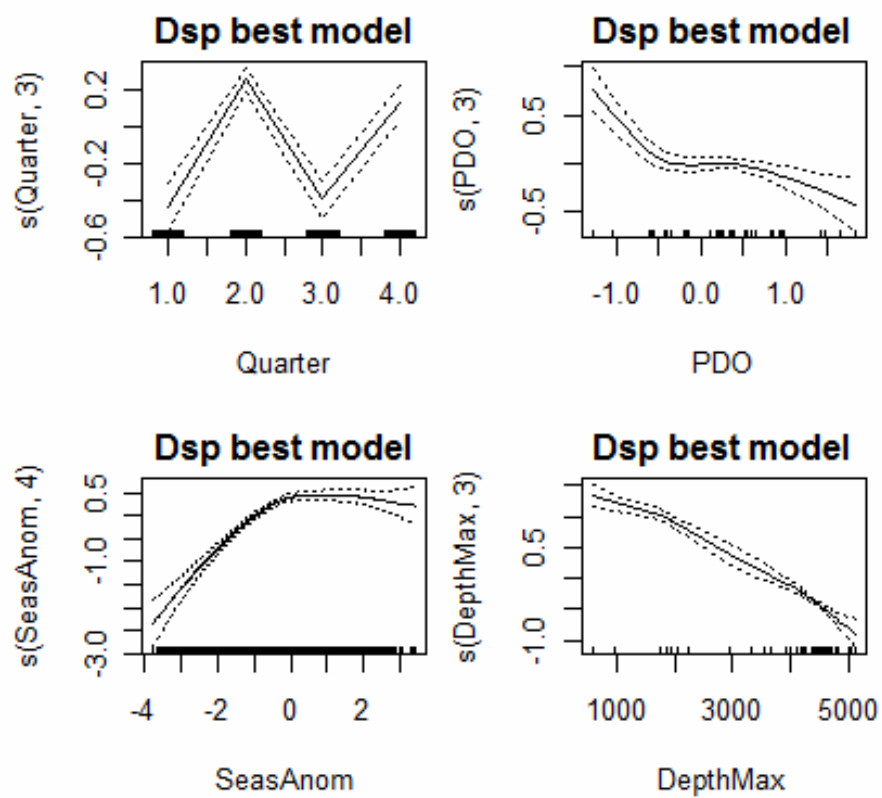 Dsp best model
s(Quarter, 3)
0.2
-0.2
-0.6
1.0 2.0 3.0 4.0
Quarter
Dsp best model
s(PDO, 3)
0.5
-0.5
-1.0 0.0 1.0
PDO
Dsp best model
s(SeasAnom, 4)
0.5
-1.0
-3.0
-4 -2 0 2
SeasAnom
Dsp best model
s(DepthMax, 3)
0.5
-1.0
1000 3000 5000
DepthMax